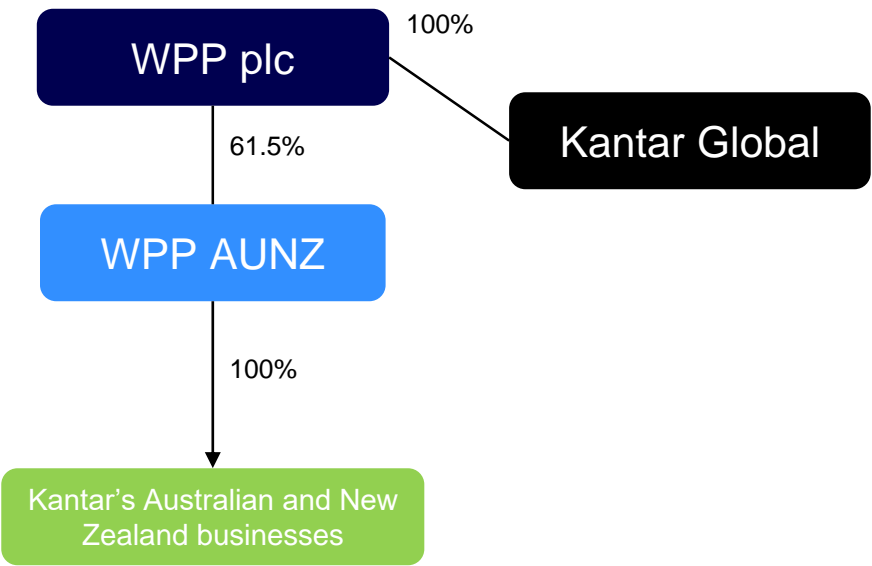 WPP plc
100%
Kantar Global
61.5%
WPP AUNZ
100%
Kantar’s Australian and New
Zealand businesses